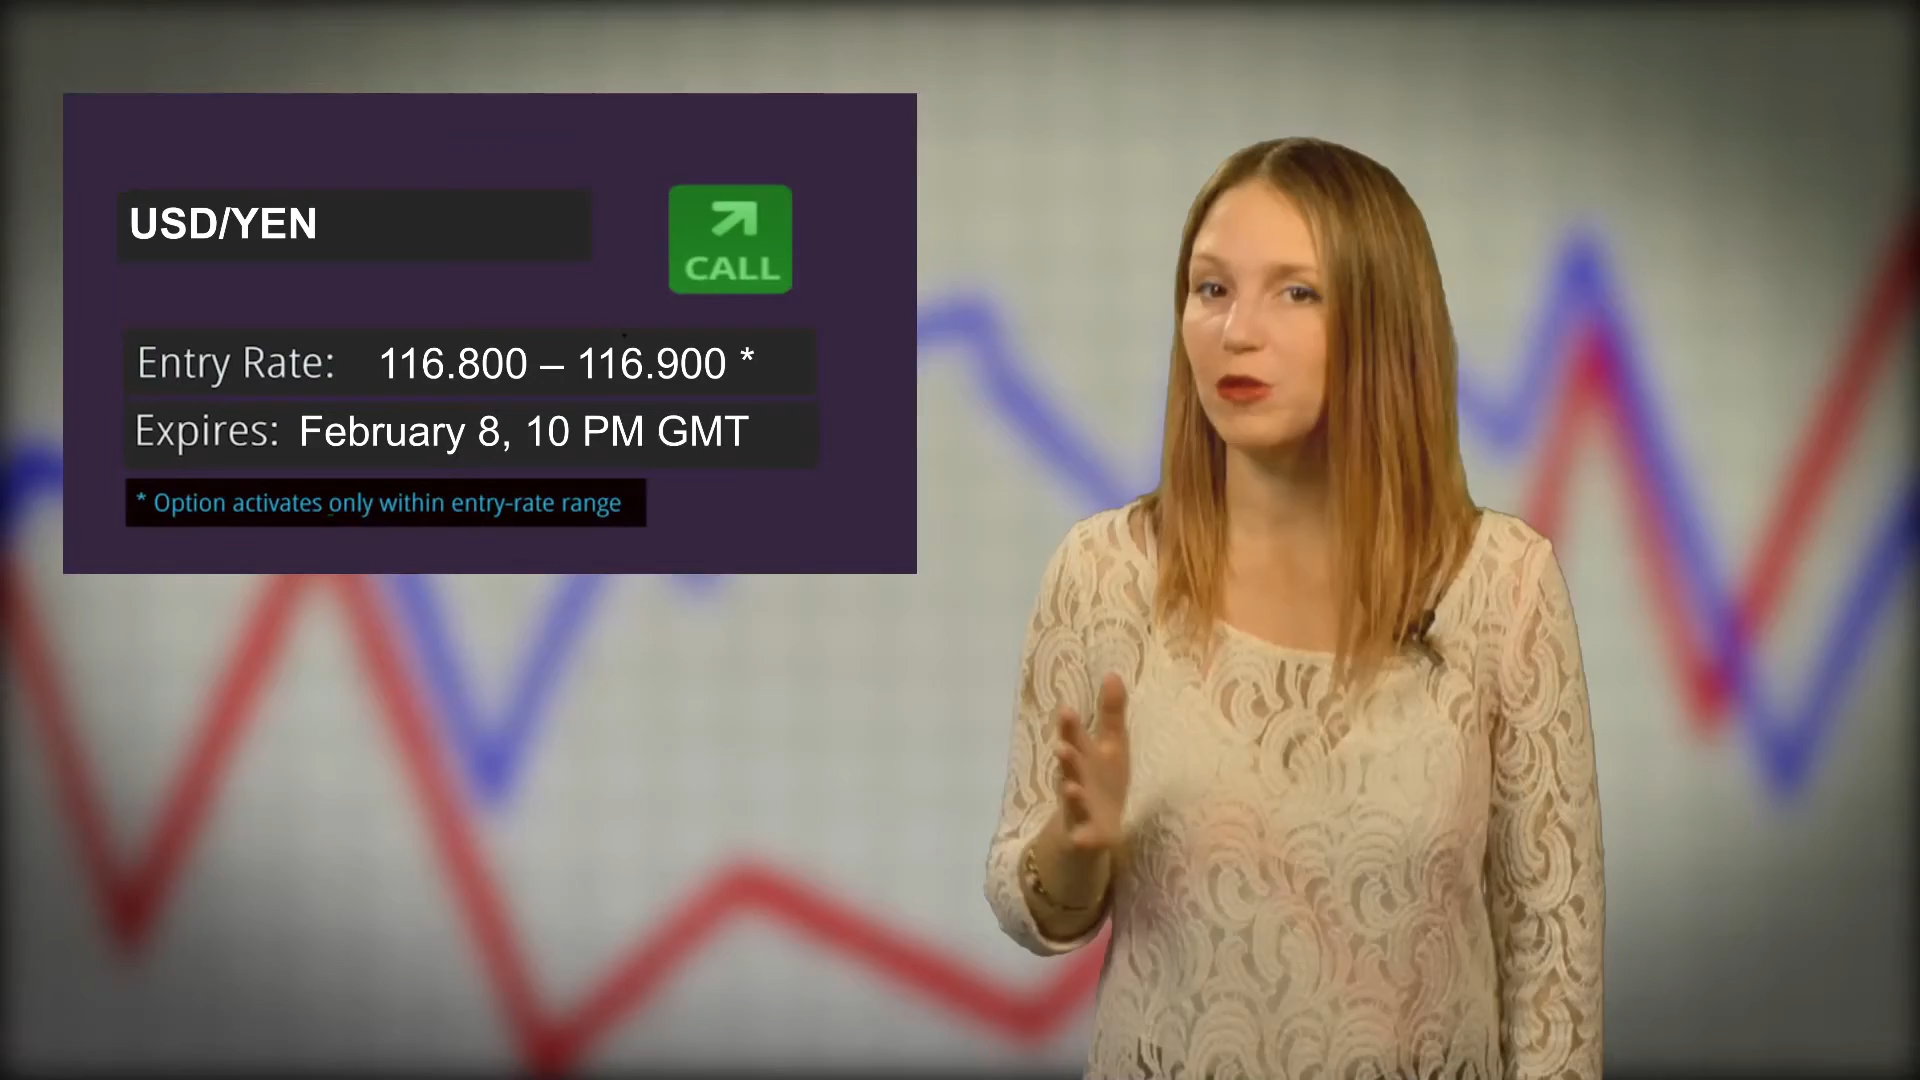 USD/YEN
CALL
Entry Rate: 116.800 – 116.900 *
Expires: February 8, 10 PM GMT
* Option activates only within entry-rate range